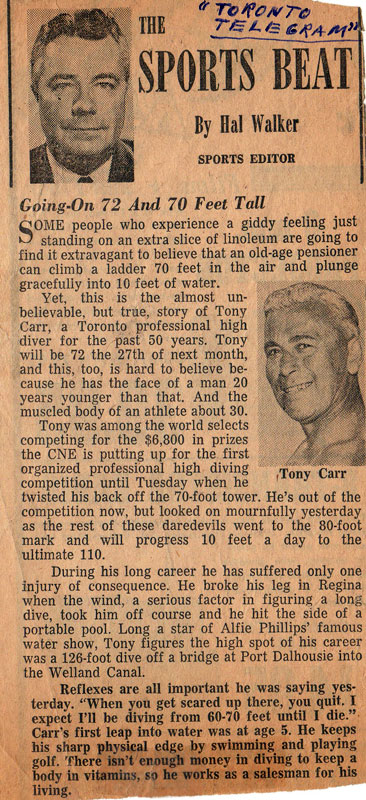 "TORONTO
TELEGRAM"
THE
SPORTS BEAT
By Hal Walker
SPORTS EDITOR
Going-On 72 And 70 Feet Tall
SOME people who experience a giddy feeling just
standing on an extra slice of linoleum are going to
find it extravagant to believe that an old-age pensioner
can climb a ladder 70 feet in the air and plunge
gracefully into 10 feet of water.
Yet, this is the almost un-
believable, but true, story of Tony
Carr, a Toronto professional high
diver for the past 50 years. Tony
will be 72 the 27th of next month,
and this, too, is hard to believe be-
cause he has the face of a man 20
years younger than that. And the
muscled body of an athlete about 30.
Tony was among the world selects
competing for the $6,800 in prizes
the CNE is putting up for the first
organized professional high diving
competition until Tuesday when he
Tony Carr
twisted his back off the 70-foot tower. He's out of the
competition now, but looked on mournfully yesterday
as the rest of these daredevils went to the 80-foot
mark and will progress 10 feet a day to the
ultimate 110.
During his long career he has suffered only one
injury of consequence. He broke his leg in Regina
when the wind, a serious factor in figuring a long
dive, took him off course and he hit the side of a
portable pool. Long a star of Alfie Phillips' famous
water show, Tony figures the high spot of his career
was a 126-foot dive off a bridge at Port Dalhousie into
the Welland Canal.
Reflexes are all important he was saying yes-
terday. "When you get scared up there, you quit. I
expect I'll be diving from 60-70 feet until I die."
Carr's first leap into water was at age 5. He keeps
his sharp physical edge by swimming and playing
golf. There isn't enough money in diving to keep a
body in vitamins, so he works as a salesman for his
living.